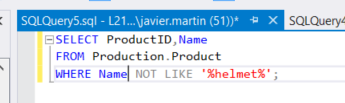 SQLQuery5.sql - L21...\javier.martin (51))*
SQLQuery4
SELECT ProductID,Name
FROM Production.Product
WHERE Name NOT LIKE '%helmet%';